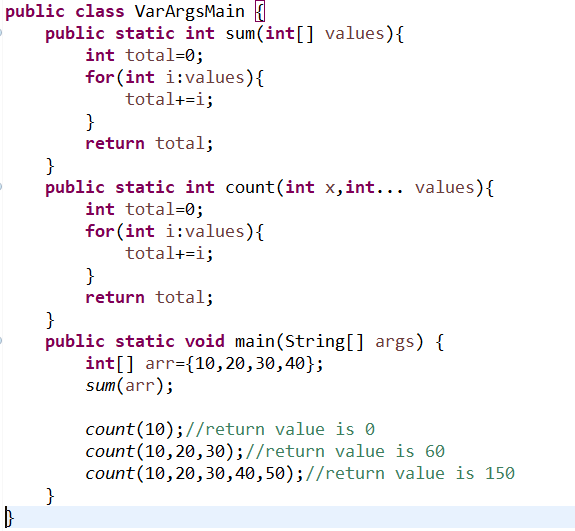 public class VarArgsMain {
    public static int sum(int[] values){
        int total=0;
        for(int i:values){
            total+=i;
        }
        return total;
    }
    public static int count(int x,int... values){
        int total=0;
        for(int i:values){
            total+=i;
        }
        return total;
    }
    public static void main(String[] args) {
        int[] arr={10,20,30,40};
        sum(arr);

        count(10);//return value is 0
        count(10,20,30);//return value is 60
        count(10,20,30,40,50);//return value is 150
    }
}